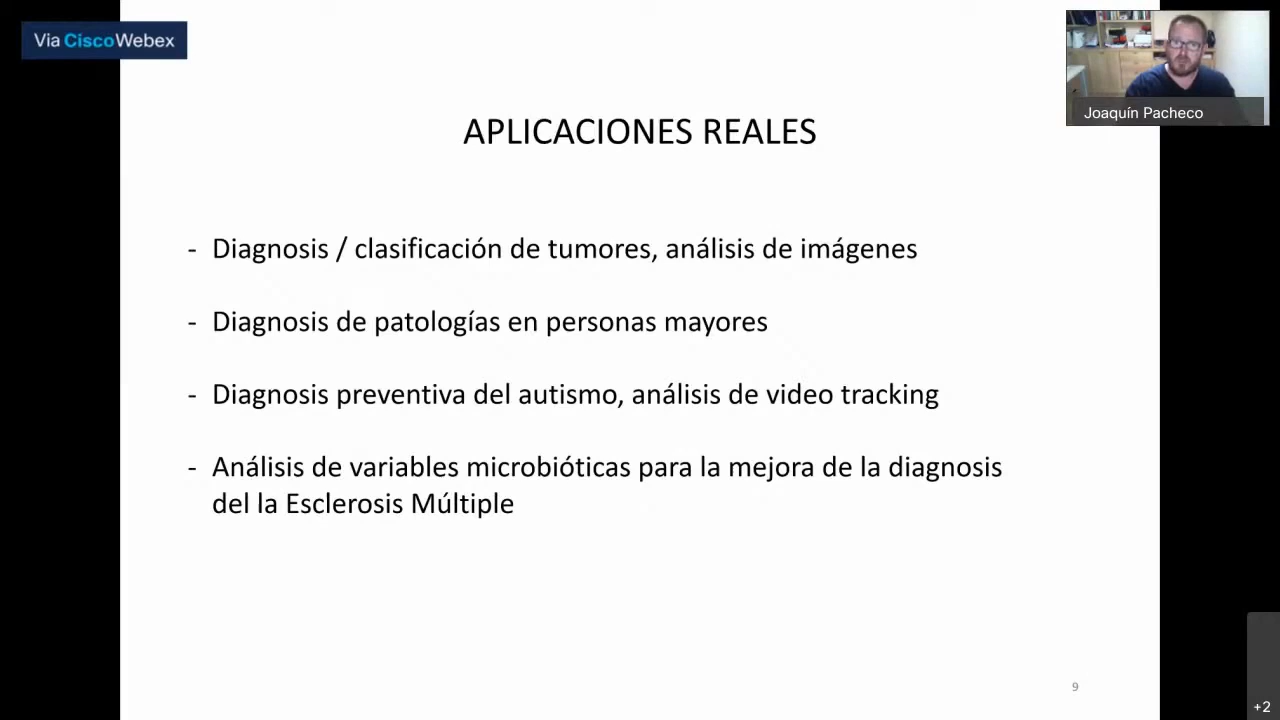 Via CiscoWebex
Joaquín Pacheco
APLICACIONES REALES
- Diagnosis / clasificación de tumores, análisis de imágenes
- Diagnosis de patologías en personas mayores
- Diagnosis preventiva del autismo, análisis de video tracking
- Análisis de variables microbióticas para la mejora de la diagnosis
del la Esclerosis Múltiple
9
+2